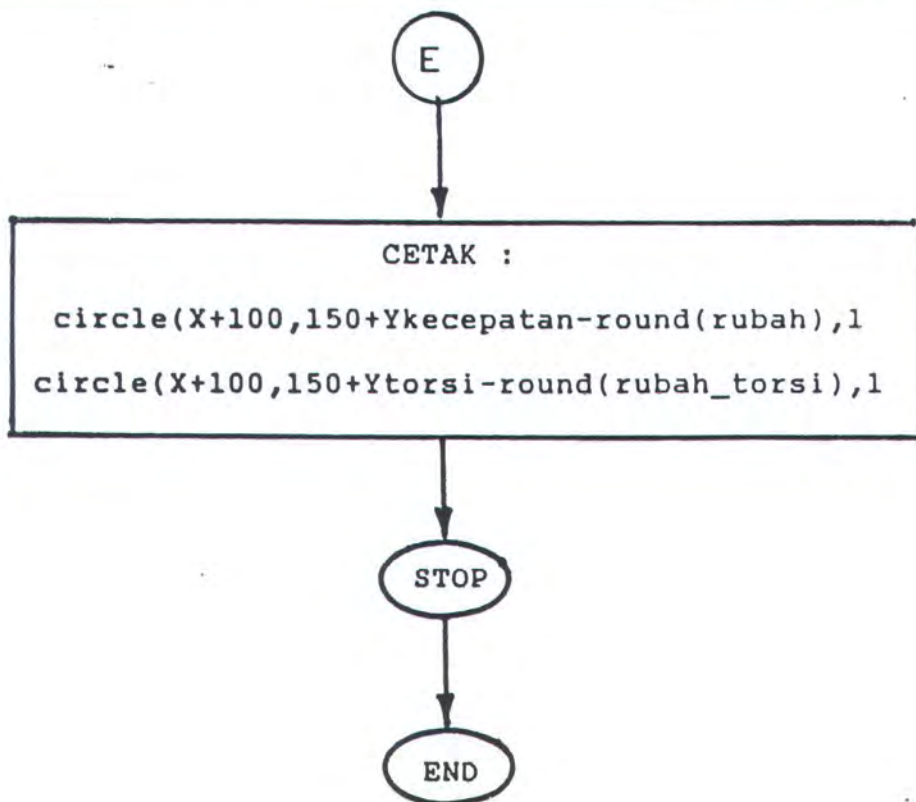 E
CETAK :
circle(X+100,150+Ykecepatan-round(rubah),1
circle(X+100,150+Ytorsi-round(rubah_torsi),1
STOP
END